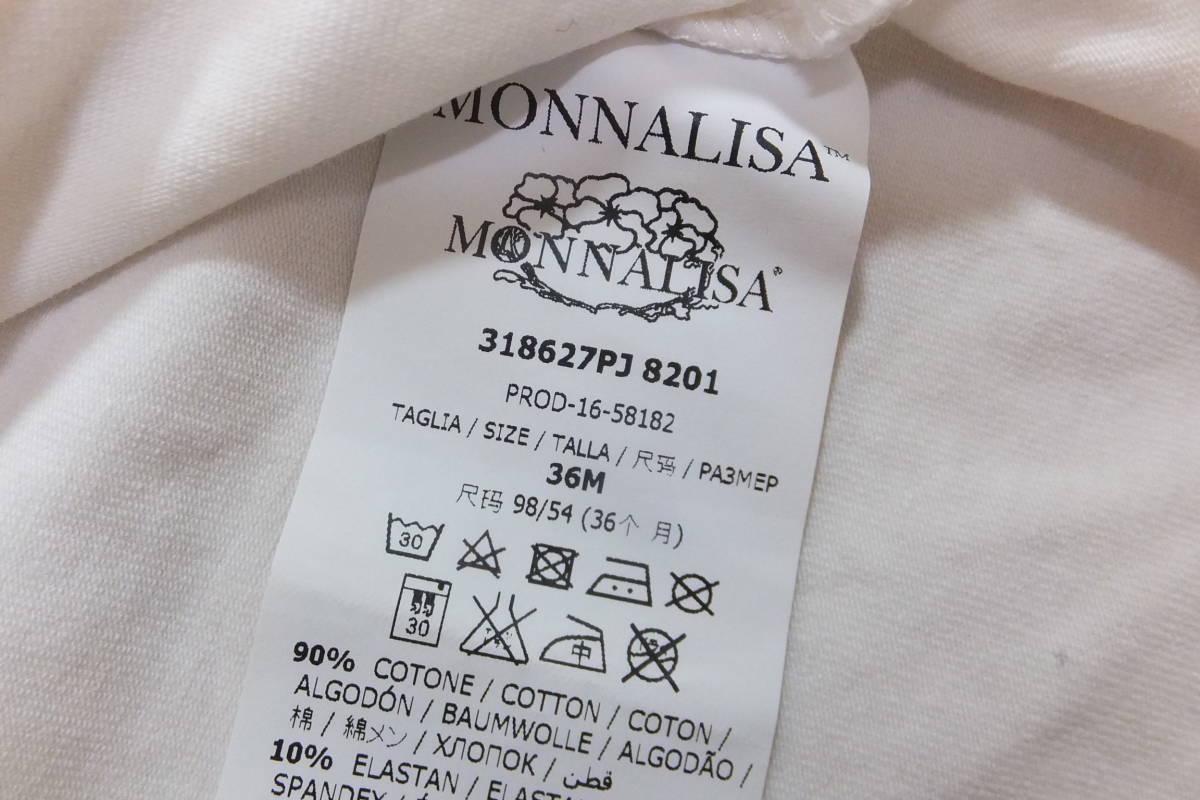 MONNALISA™
MONNALISA®
318627PJ 8201
PROD-16-58182
TAGLIA / SIZE / TALLA / 尺码 / РАЗМЕР
36M
尺码 98/54 (36个 月)
30
30
中
90% COTONE / COTTON / COTON /
ALGODÓN / BAUMWOLLE / ALGODÃO /
棉 / 綿メン / ХЛОПОК / قطن
10% ELASTAN /
SPANDEX /